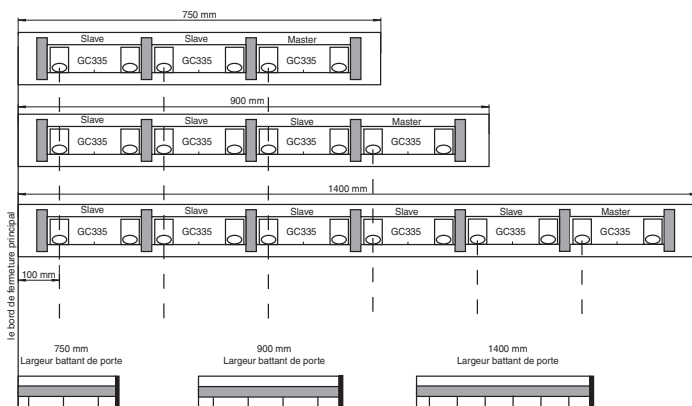 750 mm
Slave Slave Master
GC335 GC335 GC335
900 mm
Slave Slave Slave Master
GC335 GC335 GC335 GC335
1400 mm
Slave Slave Slave Slave Slave Master
GC335 GC335 GC335 GC335 GC335 GC335
100 mm
le bord de fermeture principal
750 mm 900 mm 1400 mm
Largeur battant de porte Largeur battant de porte Largeur battant de porte